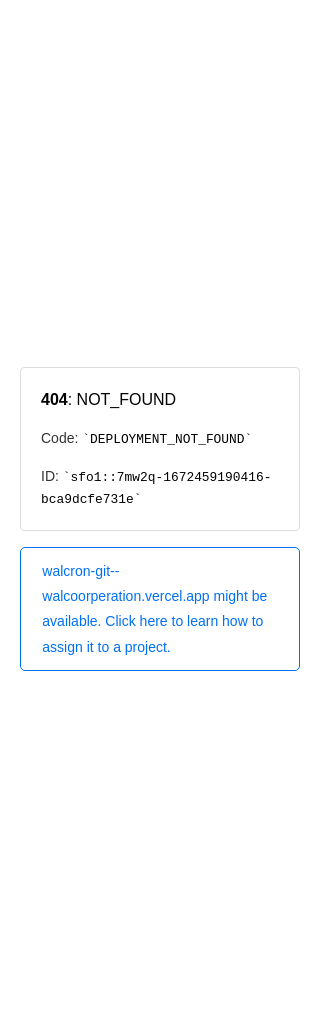 404: NOT_FOUND
Code: `DEPLOYMENT_NOT_FOUND`
ID: `sfo1::7mw2q-1672459190416-
bca9dcfe731e`
walcron-git--
walcoorperation.vercel.app might be
available. Click here to learn how to
assign it to a project.